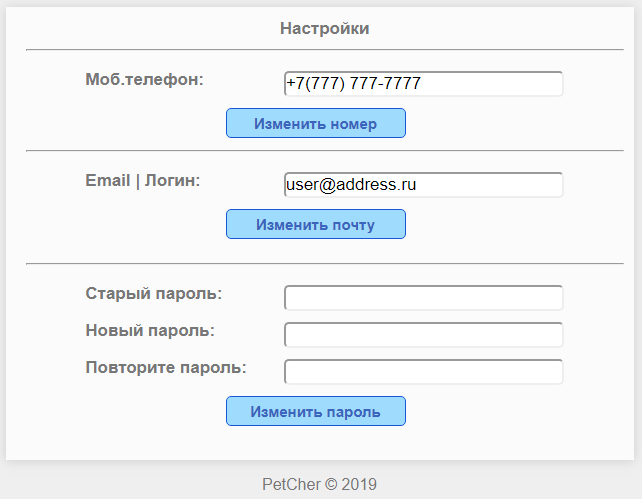 Настройки
Моб.телефон: +7(777) 777-7777
Изменить номер
Email | Логин: user@address.ru
Изменить почту
Старый пароль:
Новый пароль:
Повторите пароль:
Изменить пароль
PetCher © 2019